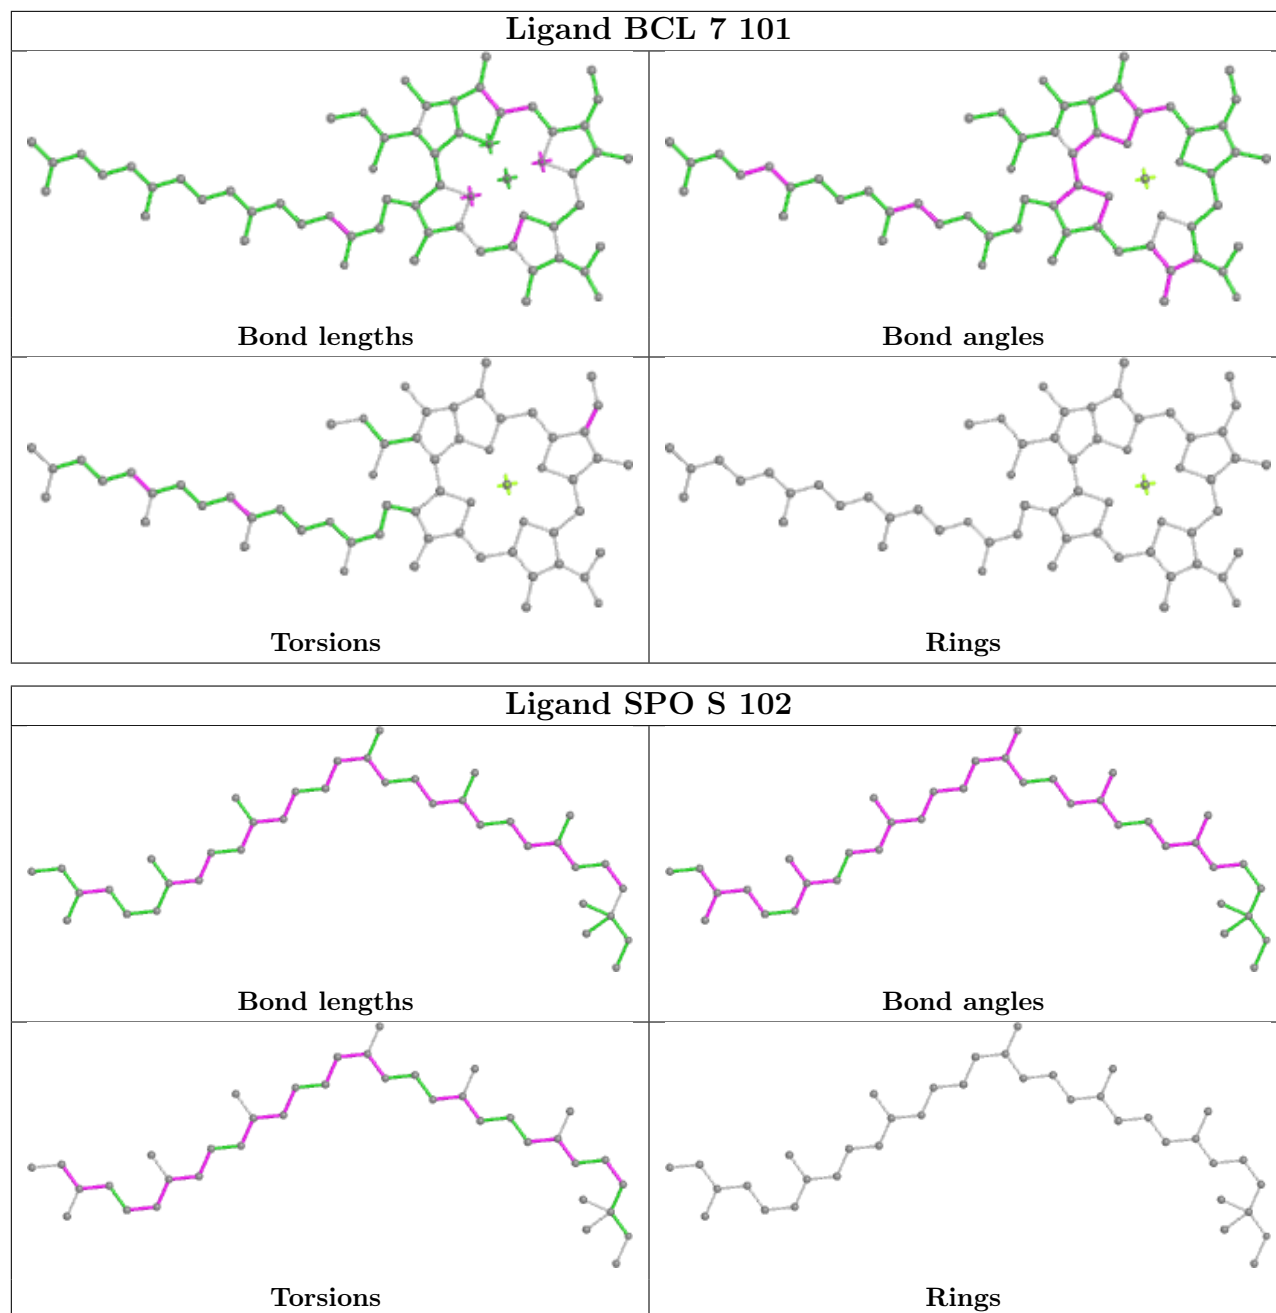 Ligand BCL 7 101
Bond lengths
Bond angles
Torsions
Rings
Ligand SPO S 102
Bond lengths
Bond angles
Torsions
Rings